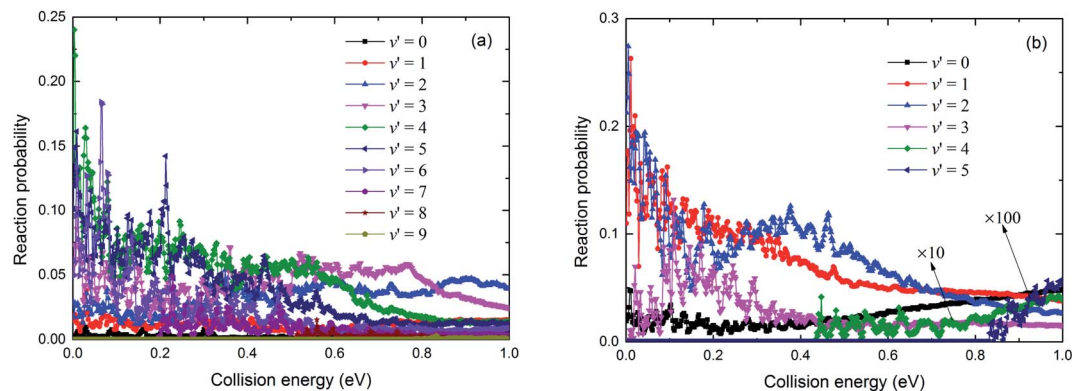 (a)
v' = 0
v' = 1
v' = 2
v' = 3
v' = 4
v' = 5
v' = 6
v' = 7
v' = 8
v' = 9
Reaction probability
0.25
0.20
0.15
0.10
0.05
0.00
0.0 0.2 0.4 0.6 0.8 1.0
Collision energy (eV)
(b)
v' = 0
v' = 1
v' = 2
v' = 3
v' = 4
v' = 5
×100
×10
Reaction probability
0.3
0.2
0.1
0.0
0.0 0.2 0.4 0.6 0.8 1.0
Collision energy (eV)